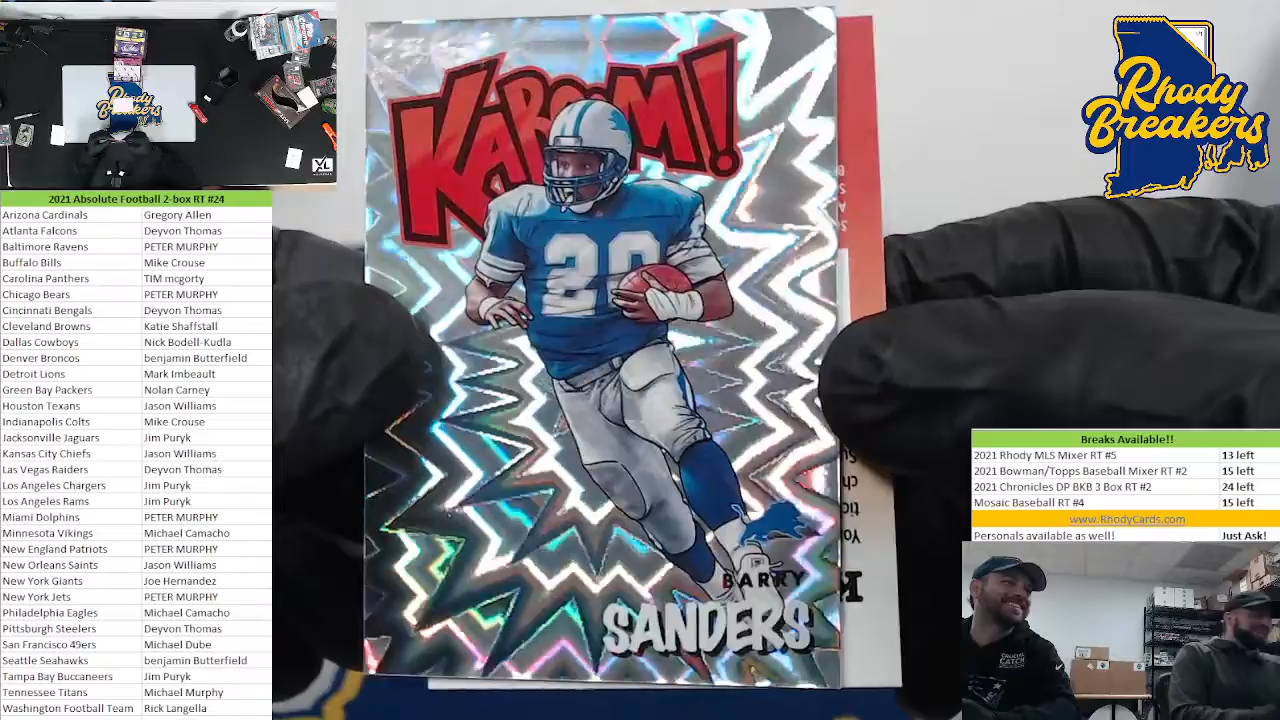 2021 Absolute Football 2-box RT #24
Arizona Cardinals Gregory Allen
Atlanta Falcons Deyvon Thomas
Baltimore Ravens PETER MURPHY
Buffalo Bills Mike Crouse
Carolina Panthers TIM mcgorty
Chicago Bears PETER MURPHY
Cincinnati Bengals Deyvon Thomas
Cleveland Browns Katie Shaffstall
Dallas Cowboys Nick Bodell-Kudla
Denver Broncos benjamin Butterfield
Detroit Lions Mark Imbeault
Green Bay Packers Nolan Carney
Houston Texans Jason Williams
Indianapolis Colts Mike Crouse
Jacksonville Jaguars Jim Puryk
Kansas City Chiefs Jason Williams
Las Vegas Raiders Deyvon Thomas
Los Angeles Chargers Jim Puryk
Los Angeles Rams Jim Puryk
Miami Dolphins PETER MURPHY
Minnesota Vikings Michael Camacho
New England Patriots PETER MURPHY
New Orleans Saints Jason Williams
New York Giants Joe Hernandez
New York Jets PETER MURPHY
Philadelphia Eagles Michael Camacho
Pittsburgh Steelers Deyvon Thomas
San Francisco 49ers Michael Dube
Seattle Seahawks benjamin Butterfield
Tampa Bay Buccaneers Jim Puryk
Tennessee Titans Michael Murphy
Washington Football Team Rick Langella
Rhody
Breakers
XL
KABOOM!
20
BARRY
SANDERS
Rhody
Breakers
Breaks Available!!
2021 Rhody MLS Mixer RT #5 13 left
2021 Bowman/Topps Baseball Mixer RT #2 15 left
2021 Chronicles DP BKB 3 Box RT #2 24 left
Mosaic Baseball RT #4 15 left
www.RhodyCards.com
Personals available as well! Just Ask!
CRUCIAL
CATCH